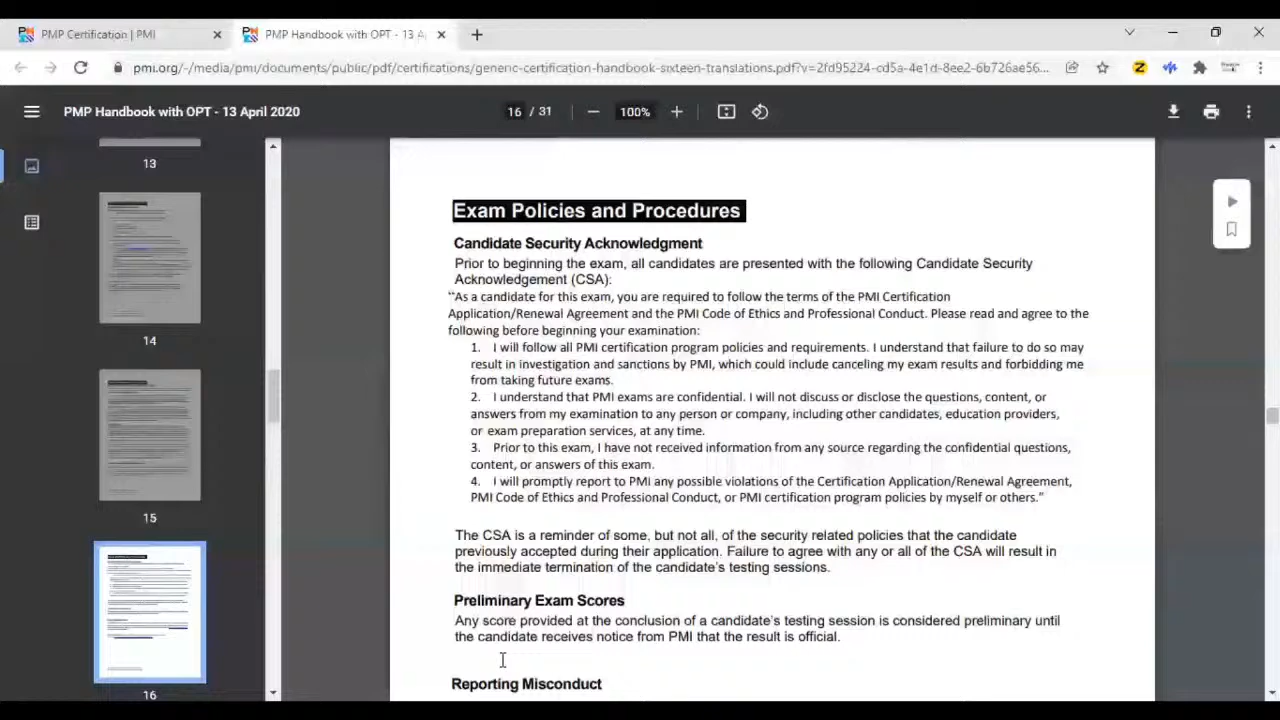 PMP Certification | PMI
PMP Handbook with OPT - 13 A
pmi.org/-/media/pmi/documents/public/pdf/certifications/generic-certification-handbook-sixteen-translations.pdf?v=2fd95224-cd5a-4e1d-8ee2-6b726ae56...
PMP Handbook with OPT - 13 April 2020
16 / 31
100%
13
14
15
16
Exam Policies and Procedures
Candidate Security Acknowledgment
Prior to beginning the exam, all candidates are presented with the following Candidate Security
Acknowledgement (CSA):
"As a candidate for this exam, you are required to follow the terms of the PMI Certification
Application/Renewal Agreement and the PMI Code of Ethics and Professional Conduct. Please read and agree to the
following before beginning your examination:
1. I will follow all PMI certification program policies and requirements. I understand that failure to do so may
result in investigation and sanctions by PMI, which could include canceling my exam results and forbidding me
from taking future exams.
2. I understand that PMI exams are confidential. I will not discuss or disclose the questions, content, or
answers from my examination to any person or company, including other candidates, education providers,
or exam preparation services, at any time.
3. Prior to this exam, I have not received information from any source regarding the confidential questions,
content, or answers of this exam.
4. I will promptly report to PMI any possible violations of the Certification Application/Renewal Agreement,
PMI Code of Ethics and Professional Conduct, or PMI certification program policies by myself or others."
The CSA is a reminder of some, but not all, of the security related policies that the candidate
previously accepted during their application. Failure to agree with any or all of the CSA will result in
the immediate termination of the candidate's testing sessions.
Preliminary Exam Scores
Any score provided at the conclusion of a candidate's testing session is considered preliminary until
the candidate receives notice from PMI that the result is official.
Reporting Misconduct